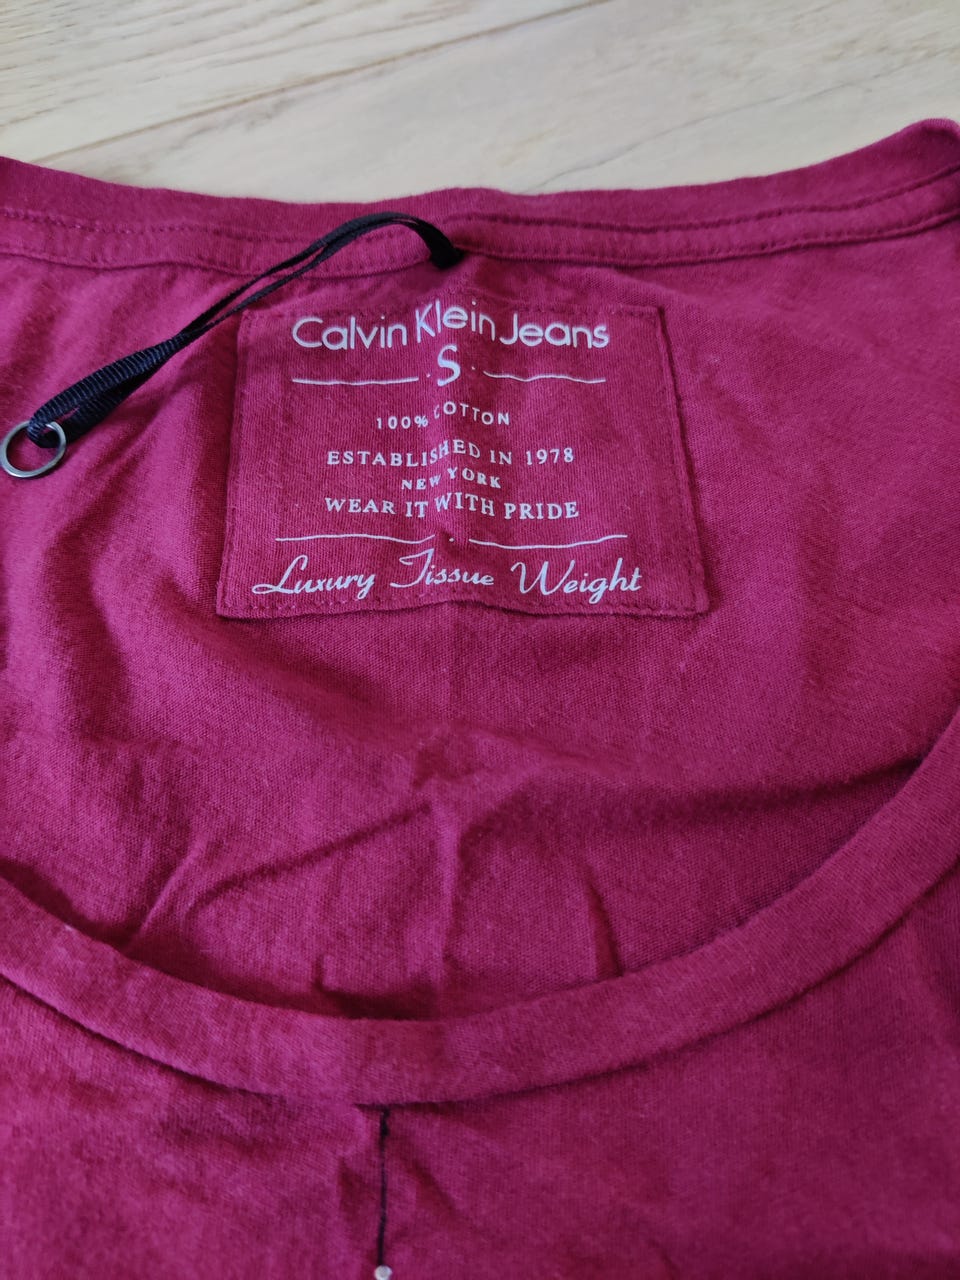 Calvin Klein Jeans
S
100% COTTON
ESTABLISHED IN 1978
NEW YORK
WEAR IT WITH PRIDE
Luxury Tissue Weight